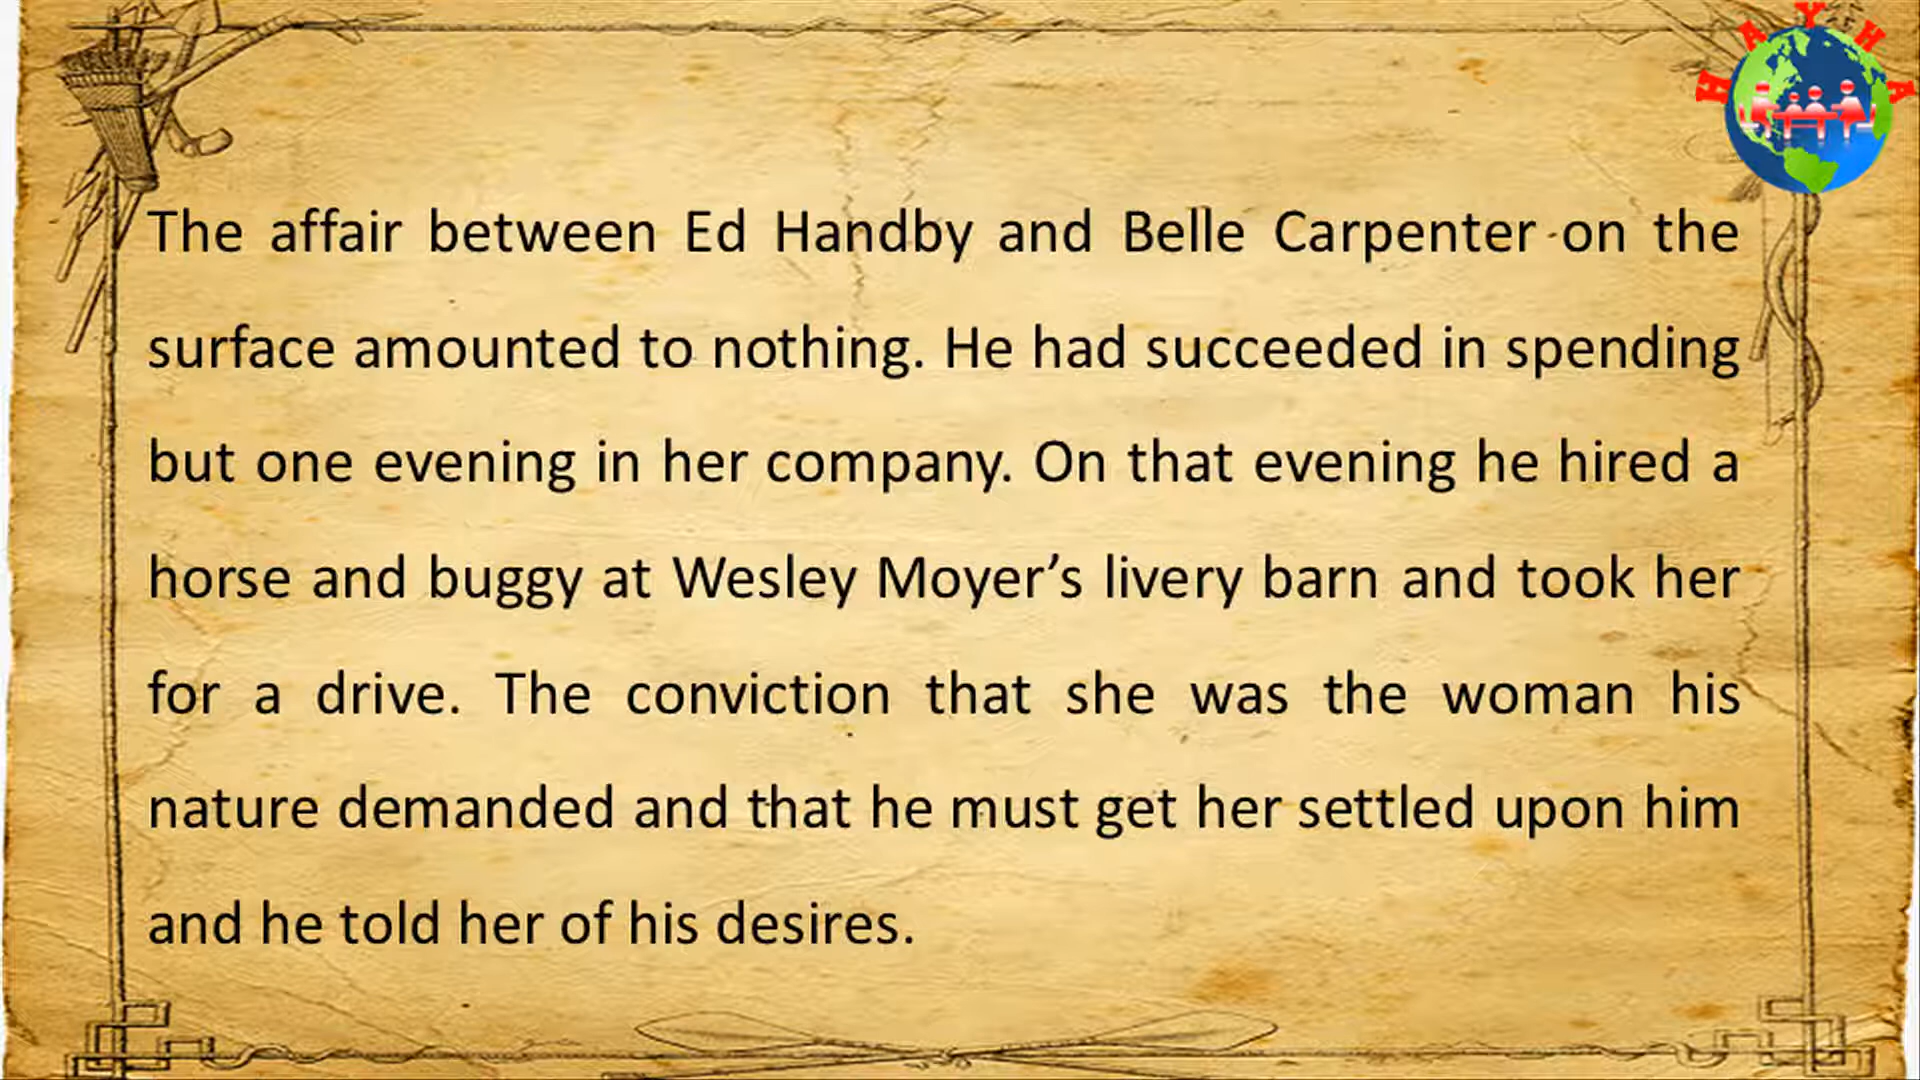 HAYHA
The affair between Ed Handby and Belle Carpenter on the
surface amounted to nothing. He had succeeded in spending
but one evening in her company. On that evening he hired a
horse and buggy at Wesley Moyer’s livery barn and took her
for a drive. The conviction that she was the woman his
nature demanded and that he must get her settled upon him
and he told her of his desires.